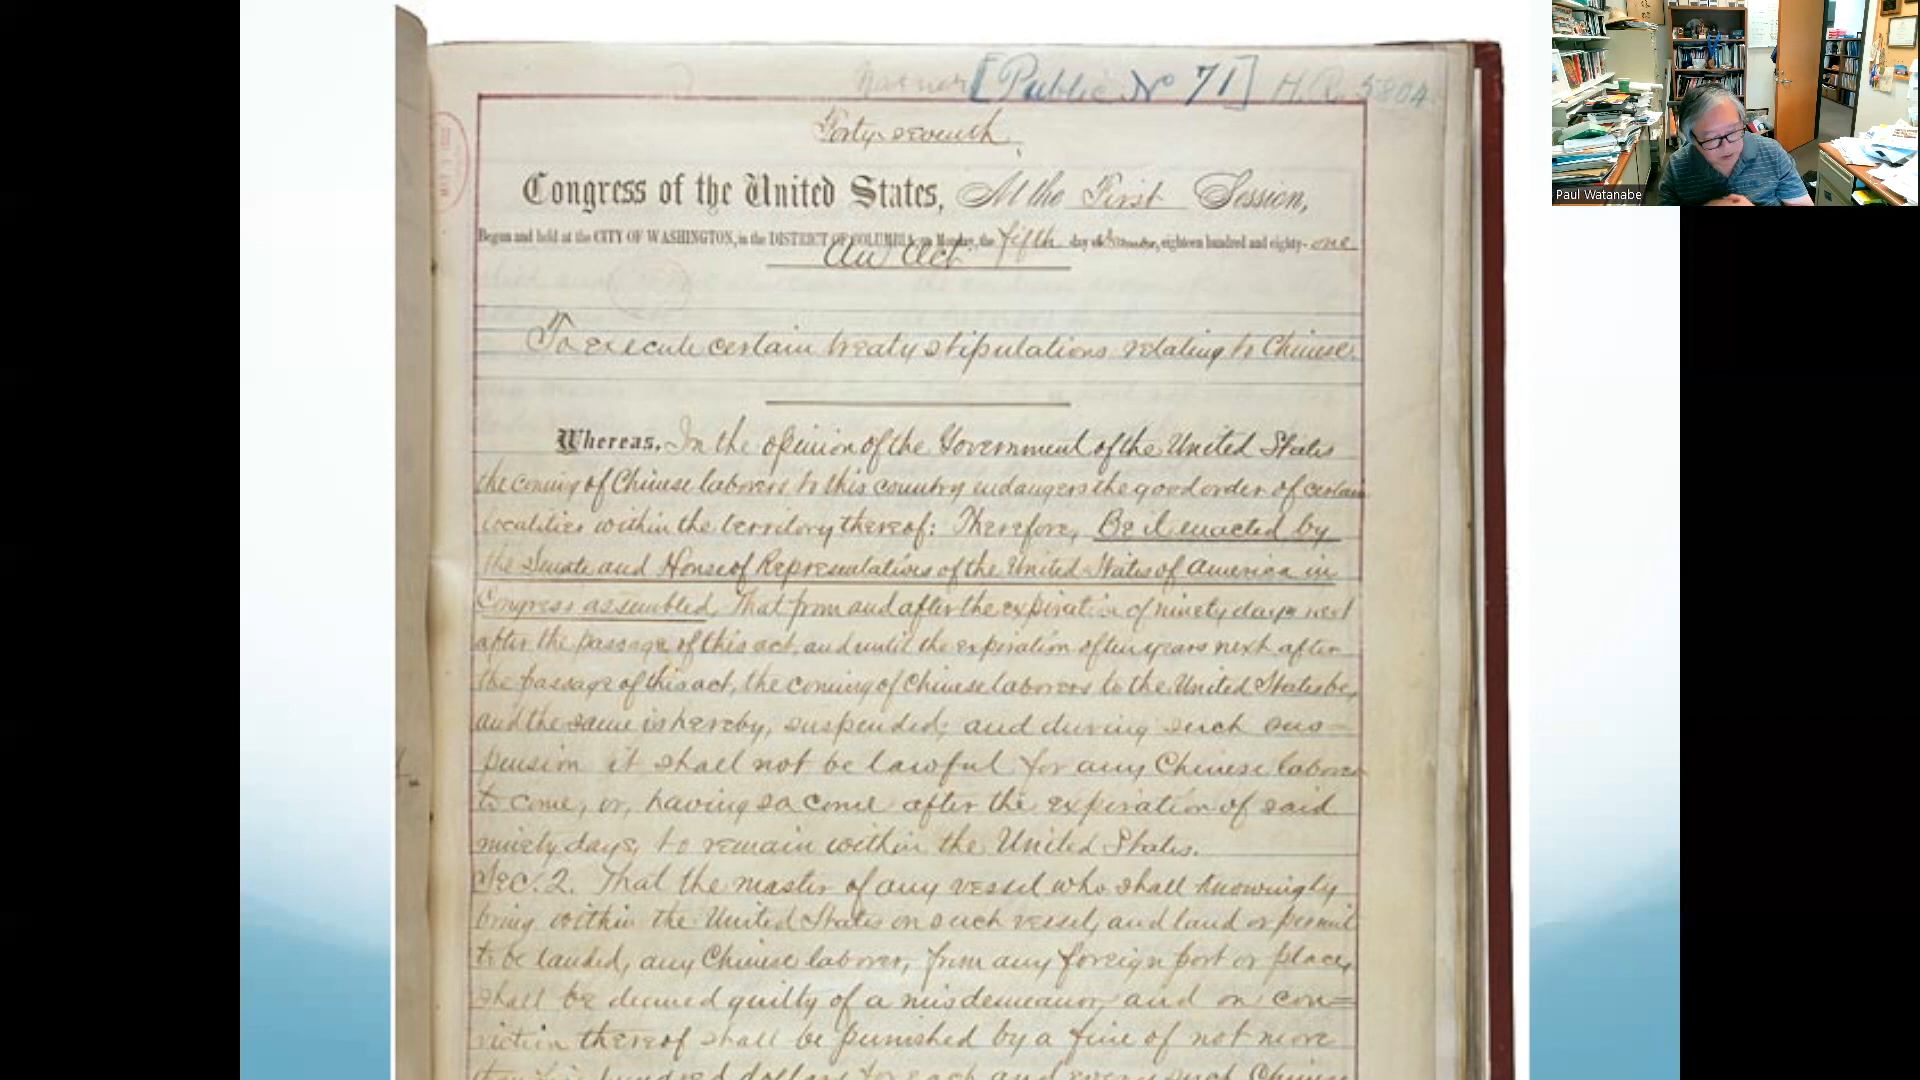 [Public No 71] H.R. 5804
Forty-seventh
Congress of the United States, At the First Session,
Begun and held at the CITY OF WASHINGTON, in the DISTRICT OF COLUMBIA, on Monday, the fifth day of December, eighteen hundred and eighty-one
An Act
To execute certain treaty stipulations relating to Chinese.
Whereas, In the opinion of the Government of the United States
the coming of Chinese laborers to this country endangers the good order of certain
localities within the territory thereof: Therefore, Be it enacted by
the Senate and House of Representatives of the United States of America in
Congress assembled, That from and after the expiration of ninety days next
after the passage of this act, and until the expiration of ten years next after
the passage of this act, the coming of Chinese laborers to the United States be,
and the same is hereby, suspended; and during such sus-
pension it shall not be lawful for any Chinese laborer
to come, or, having so come after the expiration of said
ninety days, to remain within the United States.
Sec. 2. That the master of any vessel who shall knowingly
bring within the United States on such vessel, and land or permit
to be landed, any Chinese laborer, from any foreign port or place,
shall be deemed guilty of a misdemeanor, and on con=
viction thereof shall be punished by a fine of not more
than five hundred dollars for each and every such Chinese
Paul Watanabe